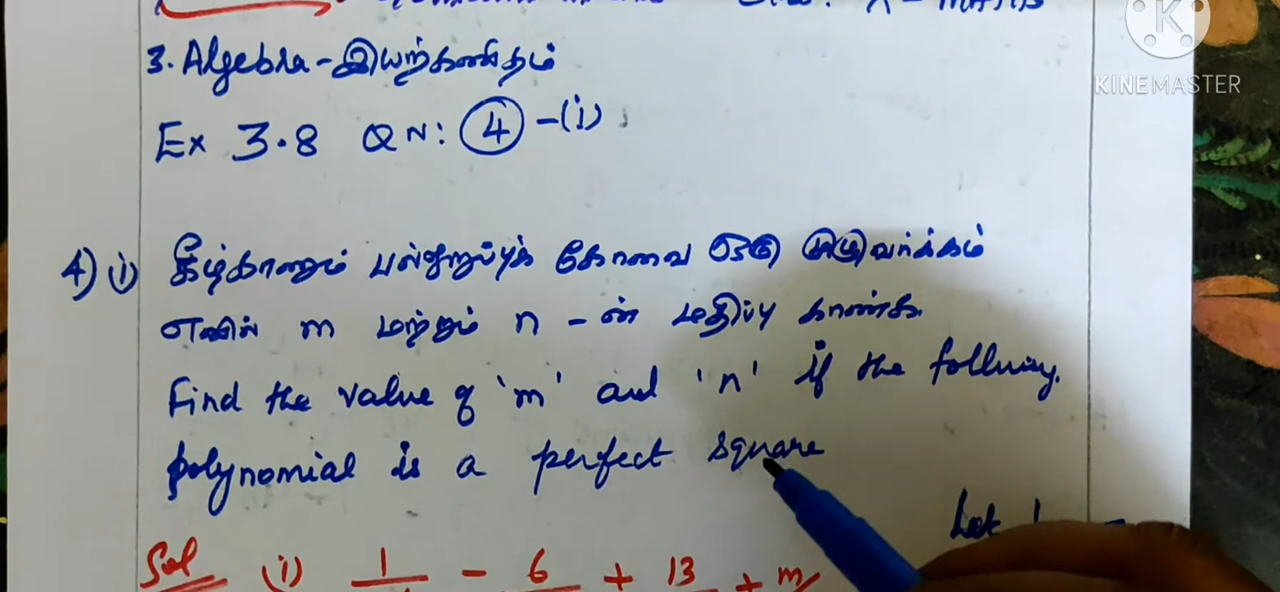 KINEMASTER
3. Algebra - இயற்கணிதம்
Ex 3.8 QN: 4 -(i)
4) (i) கீழ்காணும் பல்லுறுப்புக் கோவை ஒரு முழுவர்க்கம்
எனில் m மற்றும் n - ன் மதிப்பு காண்க.
Find the value of 'm' and 'n' if the following.
polynomial is a perfect square
Let
Sol (i) 1 - 6 + 13 + m/